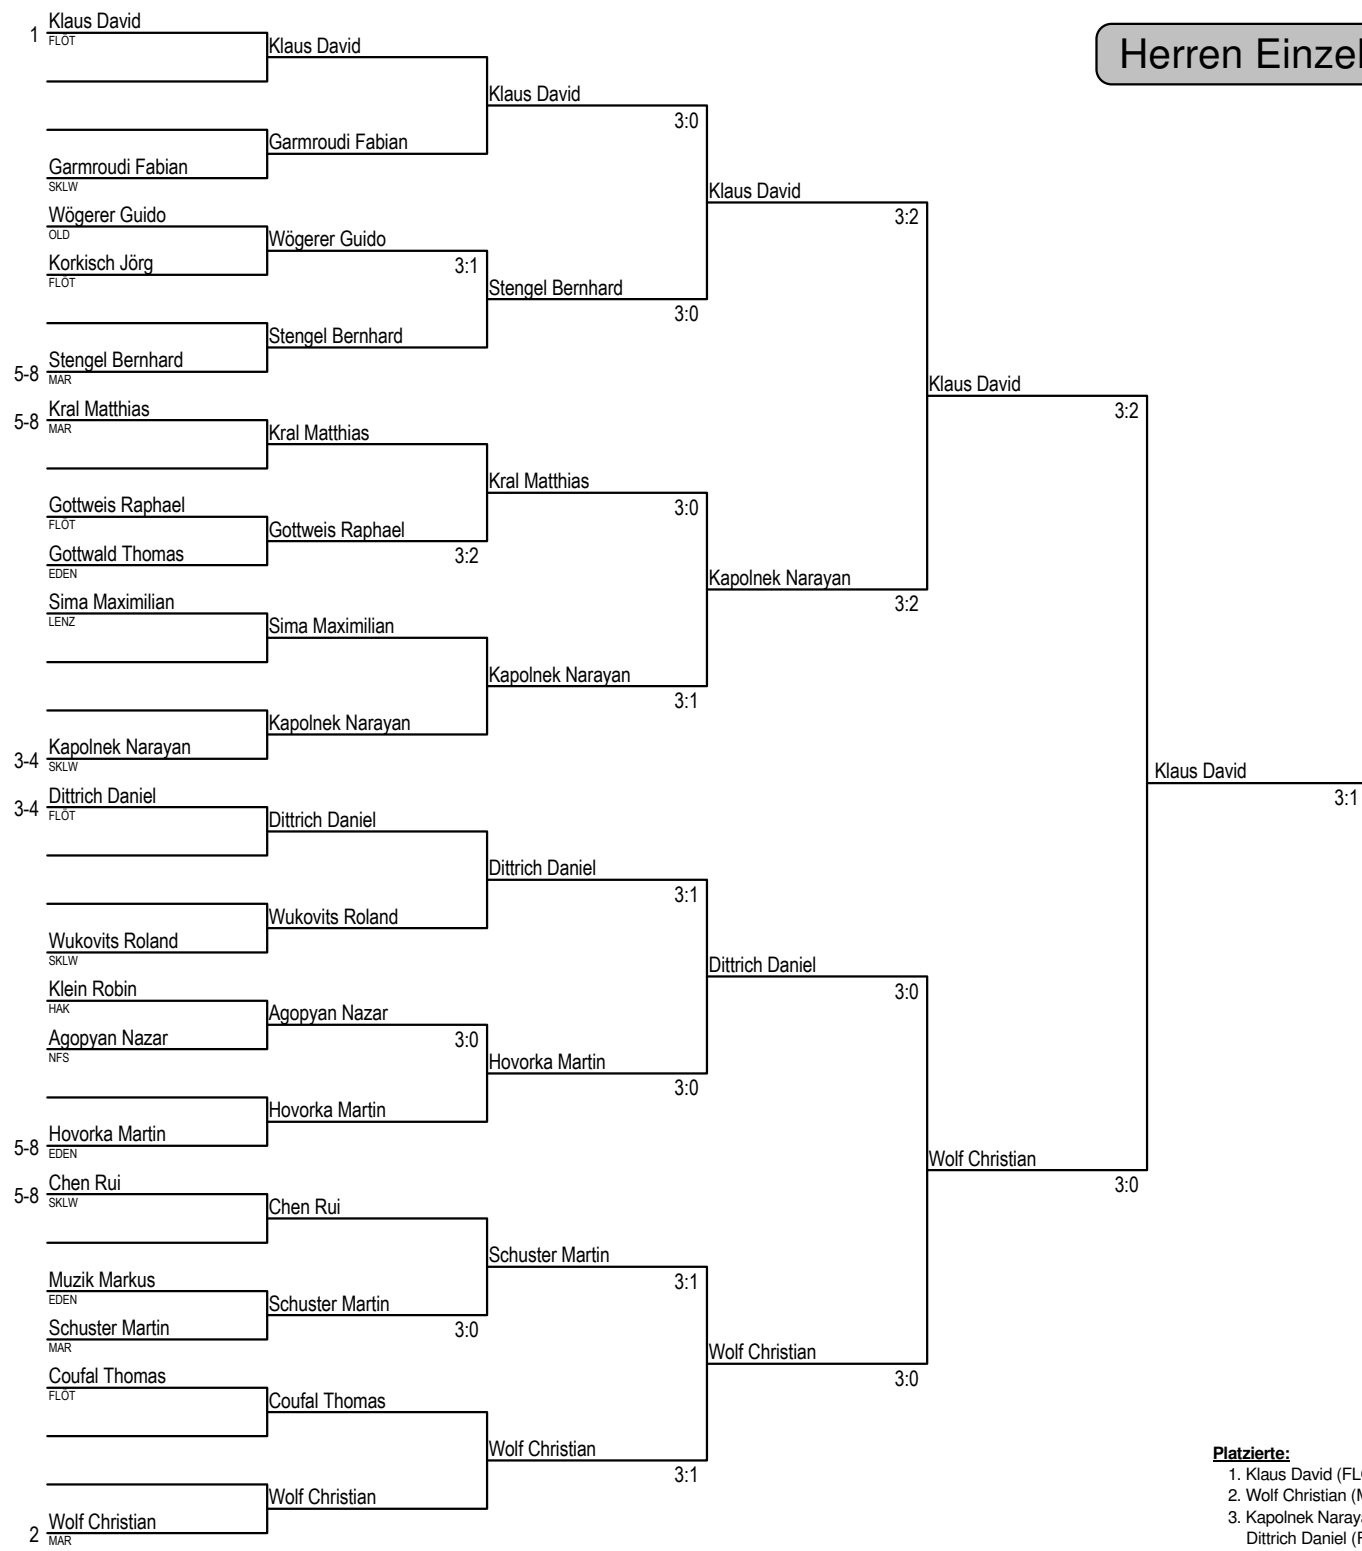 Herren Einzel
1 Klaus David
FLÖT
Garmroudi Fabian
SKLW
Wögerer Guido
OLD
Korkisch Jörg
FLÖT
5-8 Stengel Bernhard
MAR
5-8 Kral Matthias
MAR
Gottweis Raphael
FLÖT
Gottwald Thomas
EDEN
Sima Maximilian
LENZ
3-4 Kapolnek Narayan
SKLW
3-4 Dittrich Daniel
FLÖT
Wukovits Roland
SKLW
Klein Robin
HAK
Agopyan Nazar
NFS
5-8 Hovorka Martin
EDEN
5-8 Chen Rui
SKLW
Muzik Markus
EDEN
Schuster Martin
MAR
Coufal Thomas
FLÖT
2 Wolf Christian
MAR
Klaus David
Garmroudi Fabian
Wögerer Guido
3:1
Stengel Bernhard
Kral Matthias
Gottweis Raphael
3:2
Sima Maximilian
Kapolnek Narayan
Dittrich Daniel
Wukovits Roland
Agopyan Nazar
3:0
Hovorka Martin
Chen Rui
Schuster Martin
3:0
Coufal Thomas
Wolf Christian
Klaus David
3:0
Stengel Bernhard
3:0
Kral Matthias
3:0
Kapolnek Narayan
3:1
Dittrich Daniel
3:1
Hovorka Martin
3:0
Schuster Martin
3:1
Wolf Christian
3:1
Klaus David
3:2
Kapolnek Narayan
3:2
Dittrich Daniel
3:0
Wolf Christian
3:0
Klaus David
3:2
Wolf Christian
3:0
Klaus David
3:1
Platzierte:
1. Klaus David (FL
2. Wolf Christian (
3. Kapolnek Naray
Dittrich Daniel (